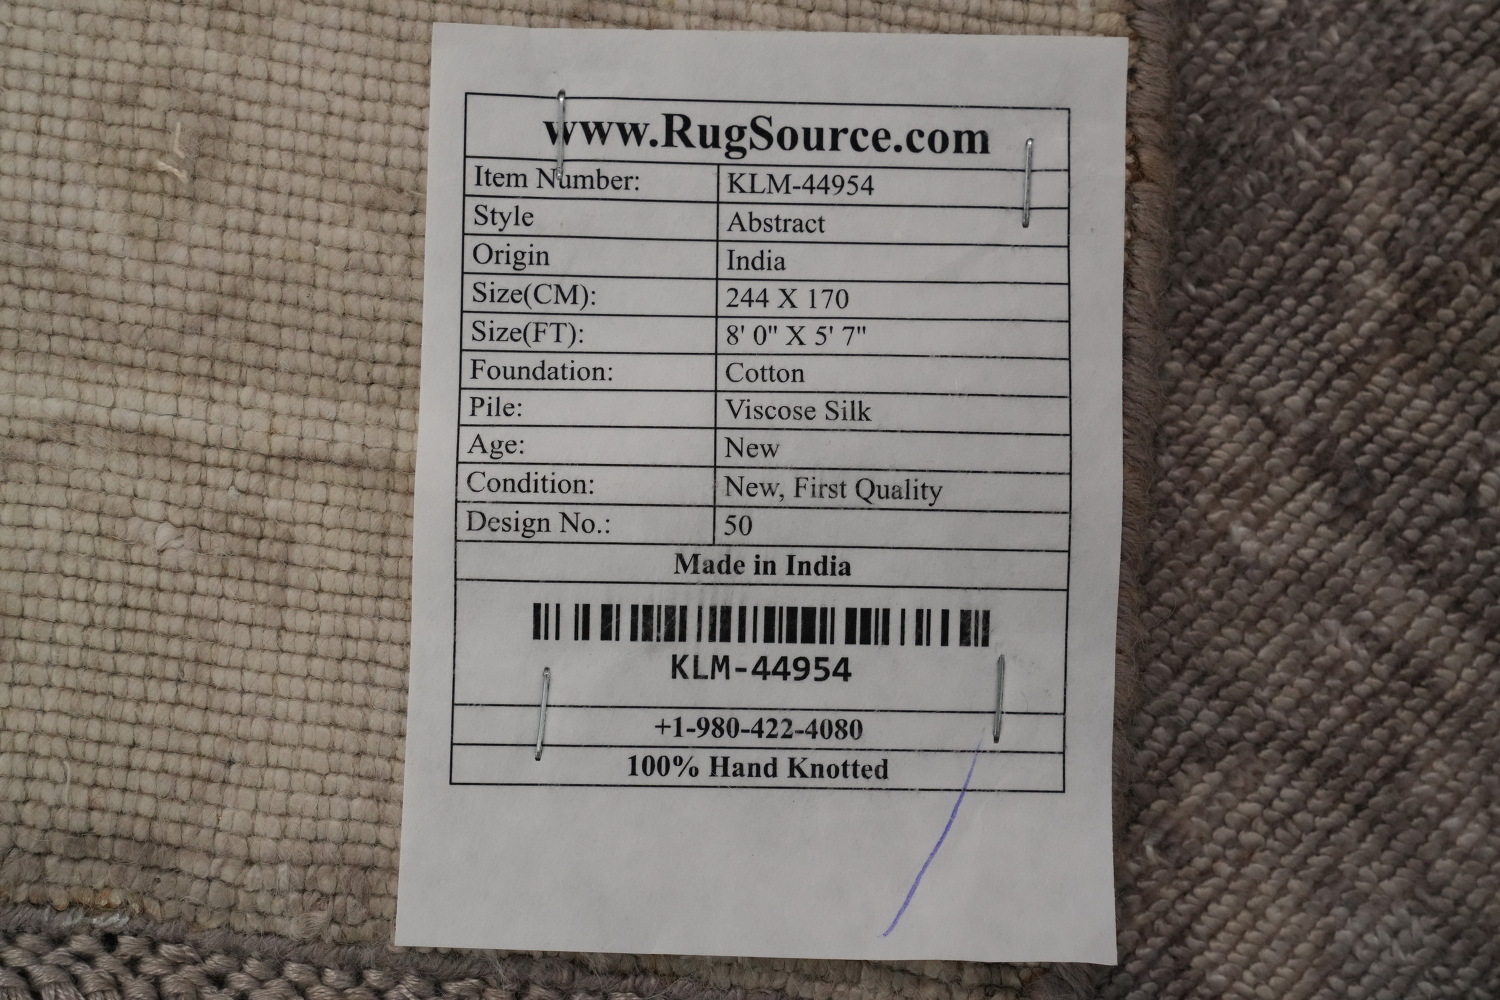 www.RugSource.com
Item Number: KLM-44954
Style Abstract
Origin India
Size(CM): 244 X 170
Size(FT): 8' 0" X 5' 7"
Foundation: Cotton
Pile: Viscose Silk
Age: New
Condition: New, First Quality
Design No.: 50
Made in India
KLM-44954
+1-980-422-4080
100% Hand Knotted